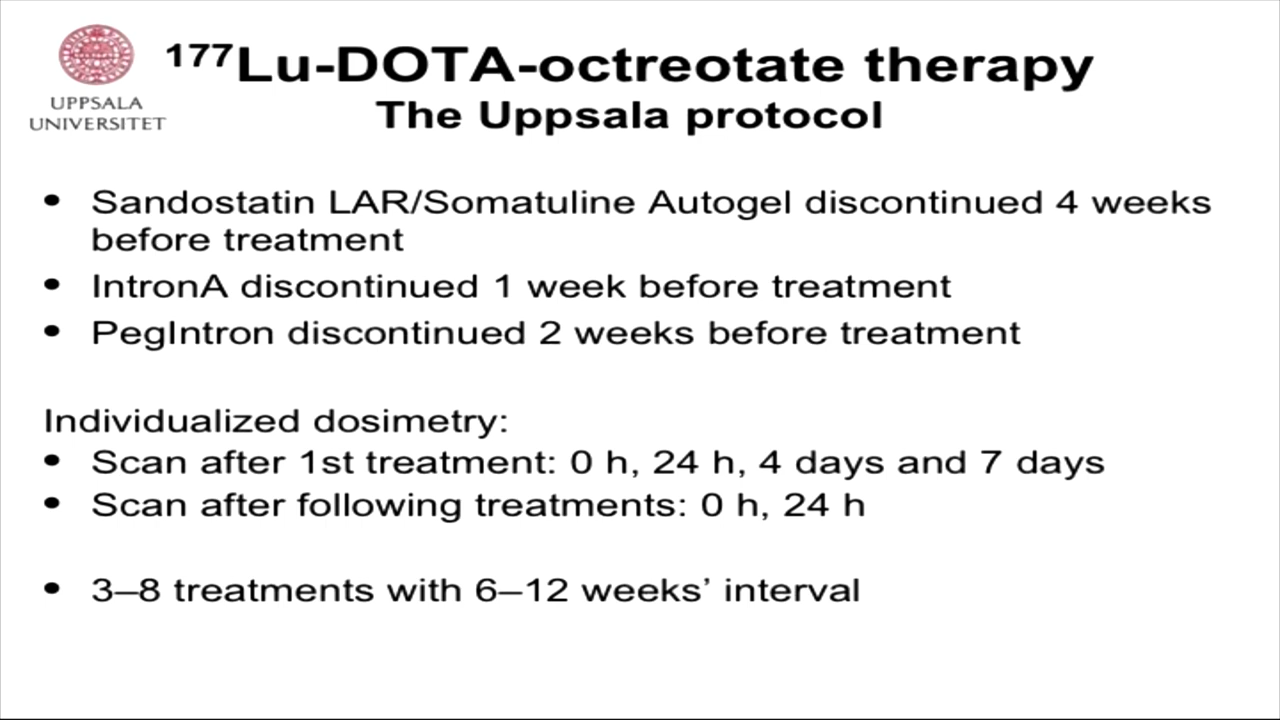 UPPSALA
UNIVERSITET
¹⁷⁷Lu-DOTA-octreotate therapy
The Uppsala protocol
• Sandostatin LAR/Somatuline Autogel discontinued 4 weeks
before treatment
• IntronA discontinued 1 week before treatment
• PegIntron discontinued 2 weeks before treatment
Individualized dosimetry:
• Scan after 1st treatment: 0 h, 24 h, 4 days and 7 days
• Scan after following treatments: 0 h, 24 h
• 3–8 treatments with 6–12 weeks’ interval